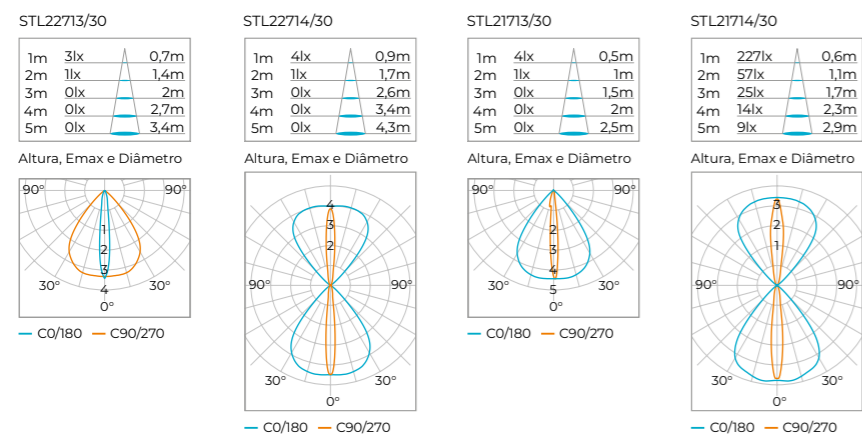 STL22713/30
1m 3lx 0,7m
2m 1lx 1,4m
3m 0lx 2m
4m 0lx 2,7m
5m 0lx 3,4m
Altura, Emax e Diâmetro
90° 90°
1
2
3
30° 4 30°
0°
C0/180 C90/270
STL22714/30
1m 4lx 0,9m
2m 1lx 1,7m
3m 0lx 2,6m
4m 0lx 3,4m
5m 0lx 4,3m
Altura, Emax e Diâmetro
4
3
2
90° 90°
30° 30°
0°
C0/180 C90/270
STL21713/30
1m 4lx 0,5m
2m 1lx 1m
3m 0lx 1,5m
4m 0lx 2m
5m 0lx 2,5m
Altura, Emax e Diâmetro
90° 90°
2
3
4
30° 5 30°
0°
C0/180 C90/270
STL21714/30
1m 227lx 0,6m
2m 57lx 1,1m
3m 25lx 1,7m
4m 14lx 2,3m
5m 9lx 2,9m
Altura, Emax e Diâmetro
3
2
1
90° 90°
30° 30°
0°
C0/180 C90/270